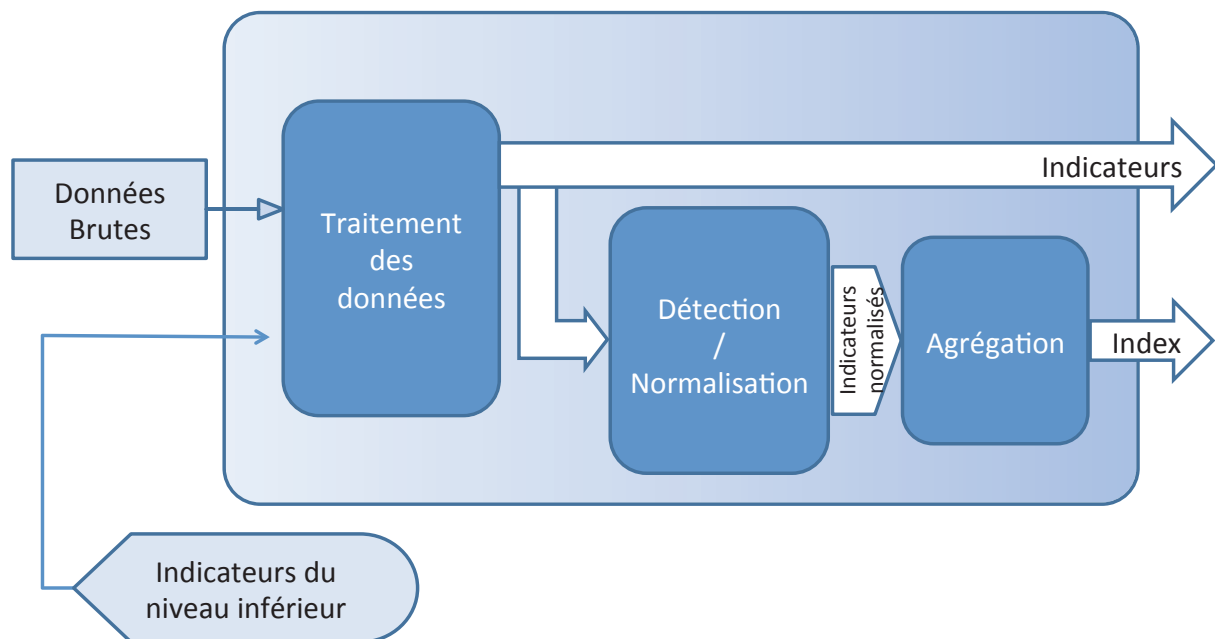 Données
Brutes
Traitement
des
données
Indicateurs
Détection
/
Normalisation
Indicateurs
normalisés
Agrégation
Index
Indicateurs du
niveau inférieur